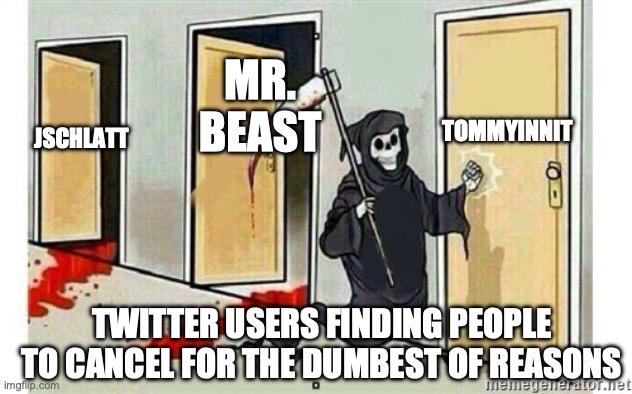 JSCHLATT
MR.
BEAST
TOMMYINNIT
TWITTER USERS FINDING PEOPLE
TO CANCEL FOR THE DUMBEST OF REASONS
imgflip.com
memegenerator.net